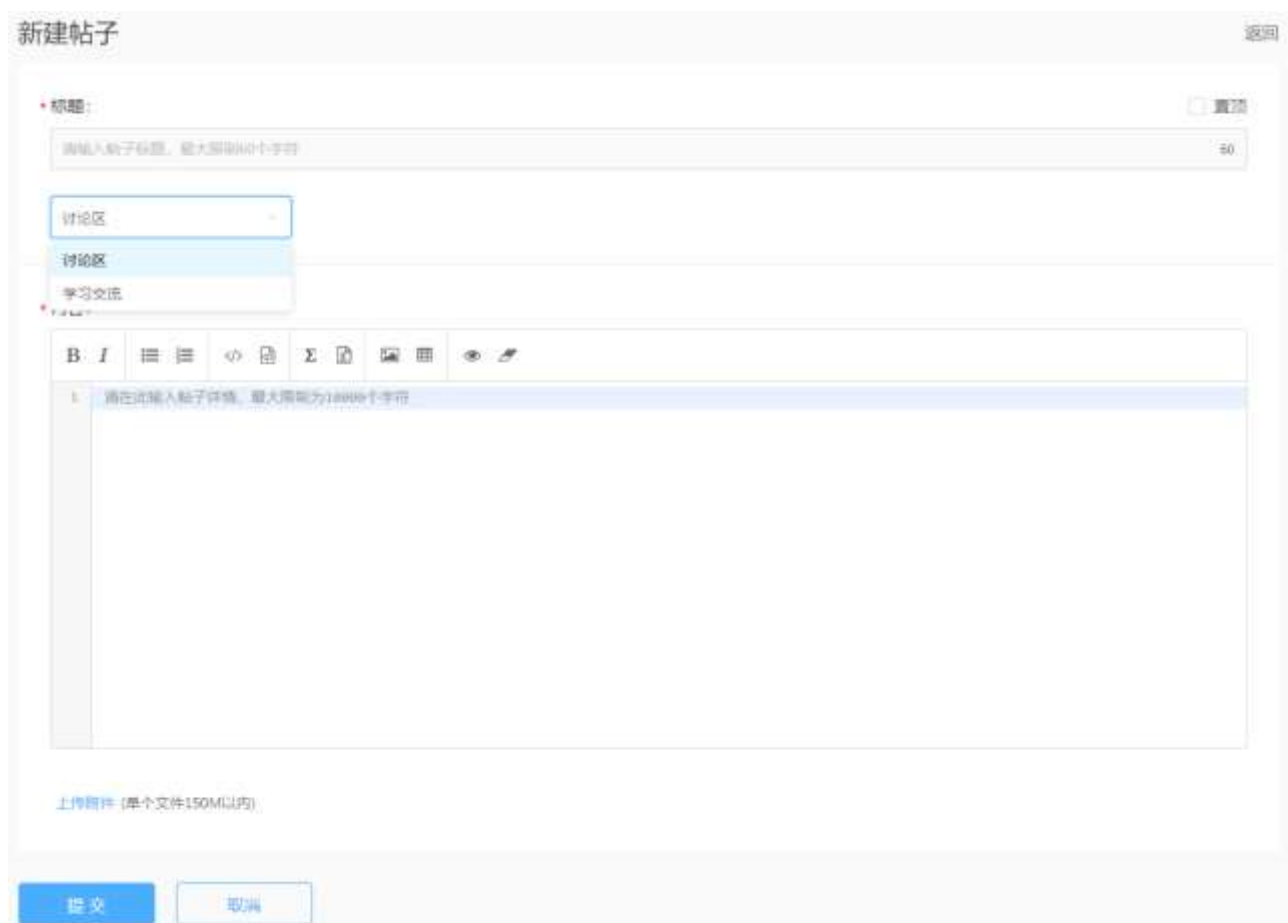 新建帖子
返回
* 标题:
置顶
请输入帖子标题，最大限制60个字符
60
讨论区
讨论区
学习交流
*
B I Σ
1 请在此输入帖子详情，最大限制为10000个字符
上传附件 (单个文件150M以内)
提 交
取消